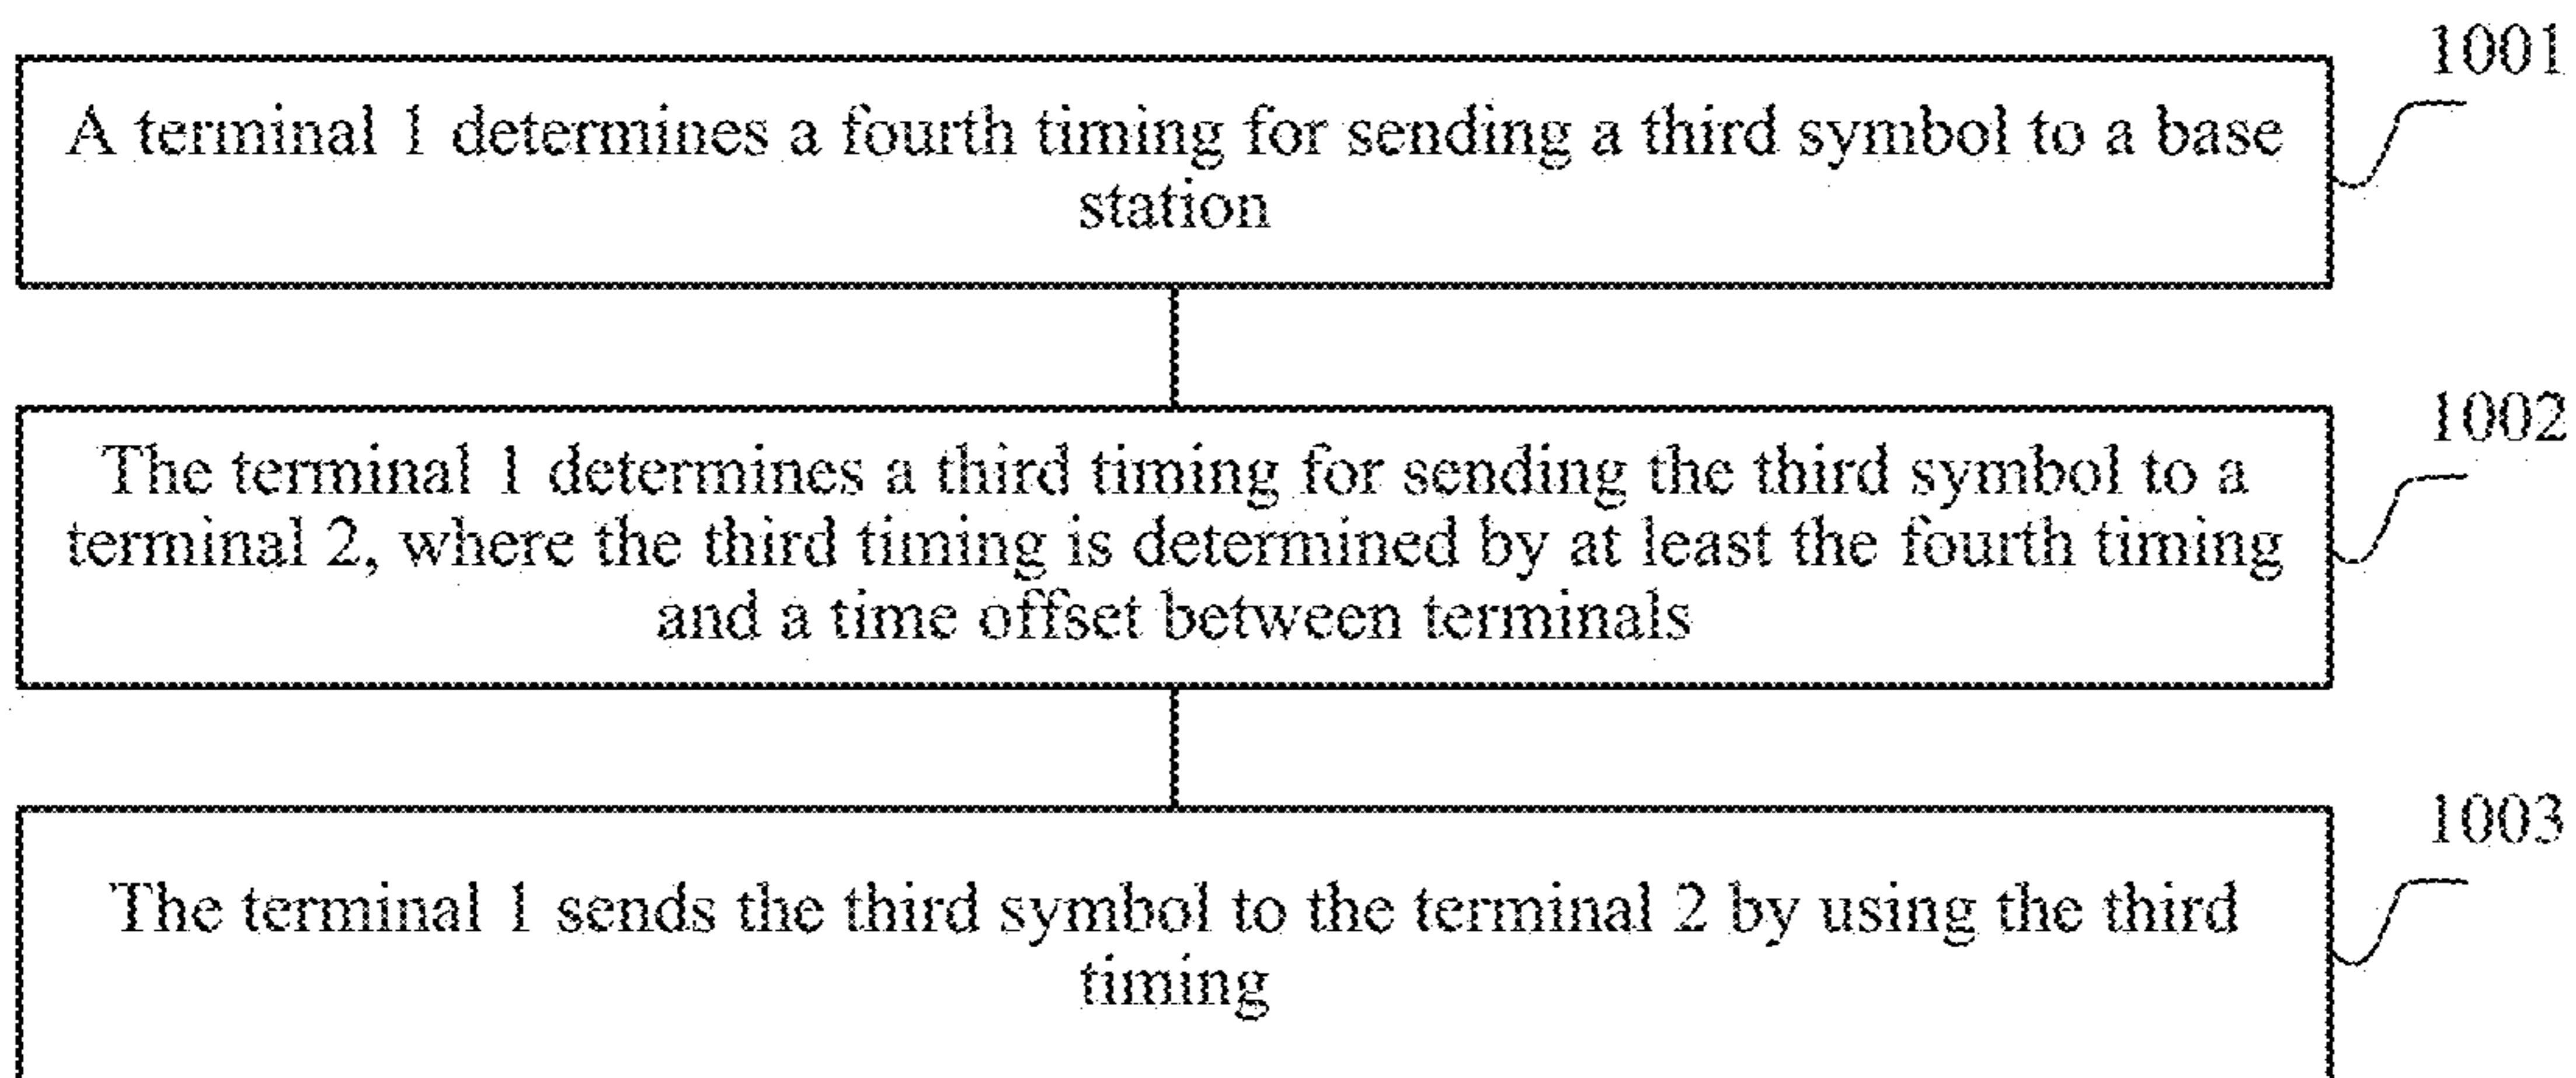 1001
A terminal 1 determines a fourth timing for sending a third symbol to a base
station
1002
The terminal 1 determines a third timing for sending the third symbol to a
terminal 2, where the third timing is determined by at least the fourth timing
and a time offset between terminals
1003
The terminal 1 sends the third symbol to the terminal 2 by using the third
timing